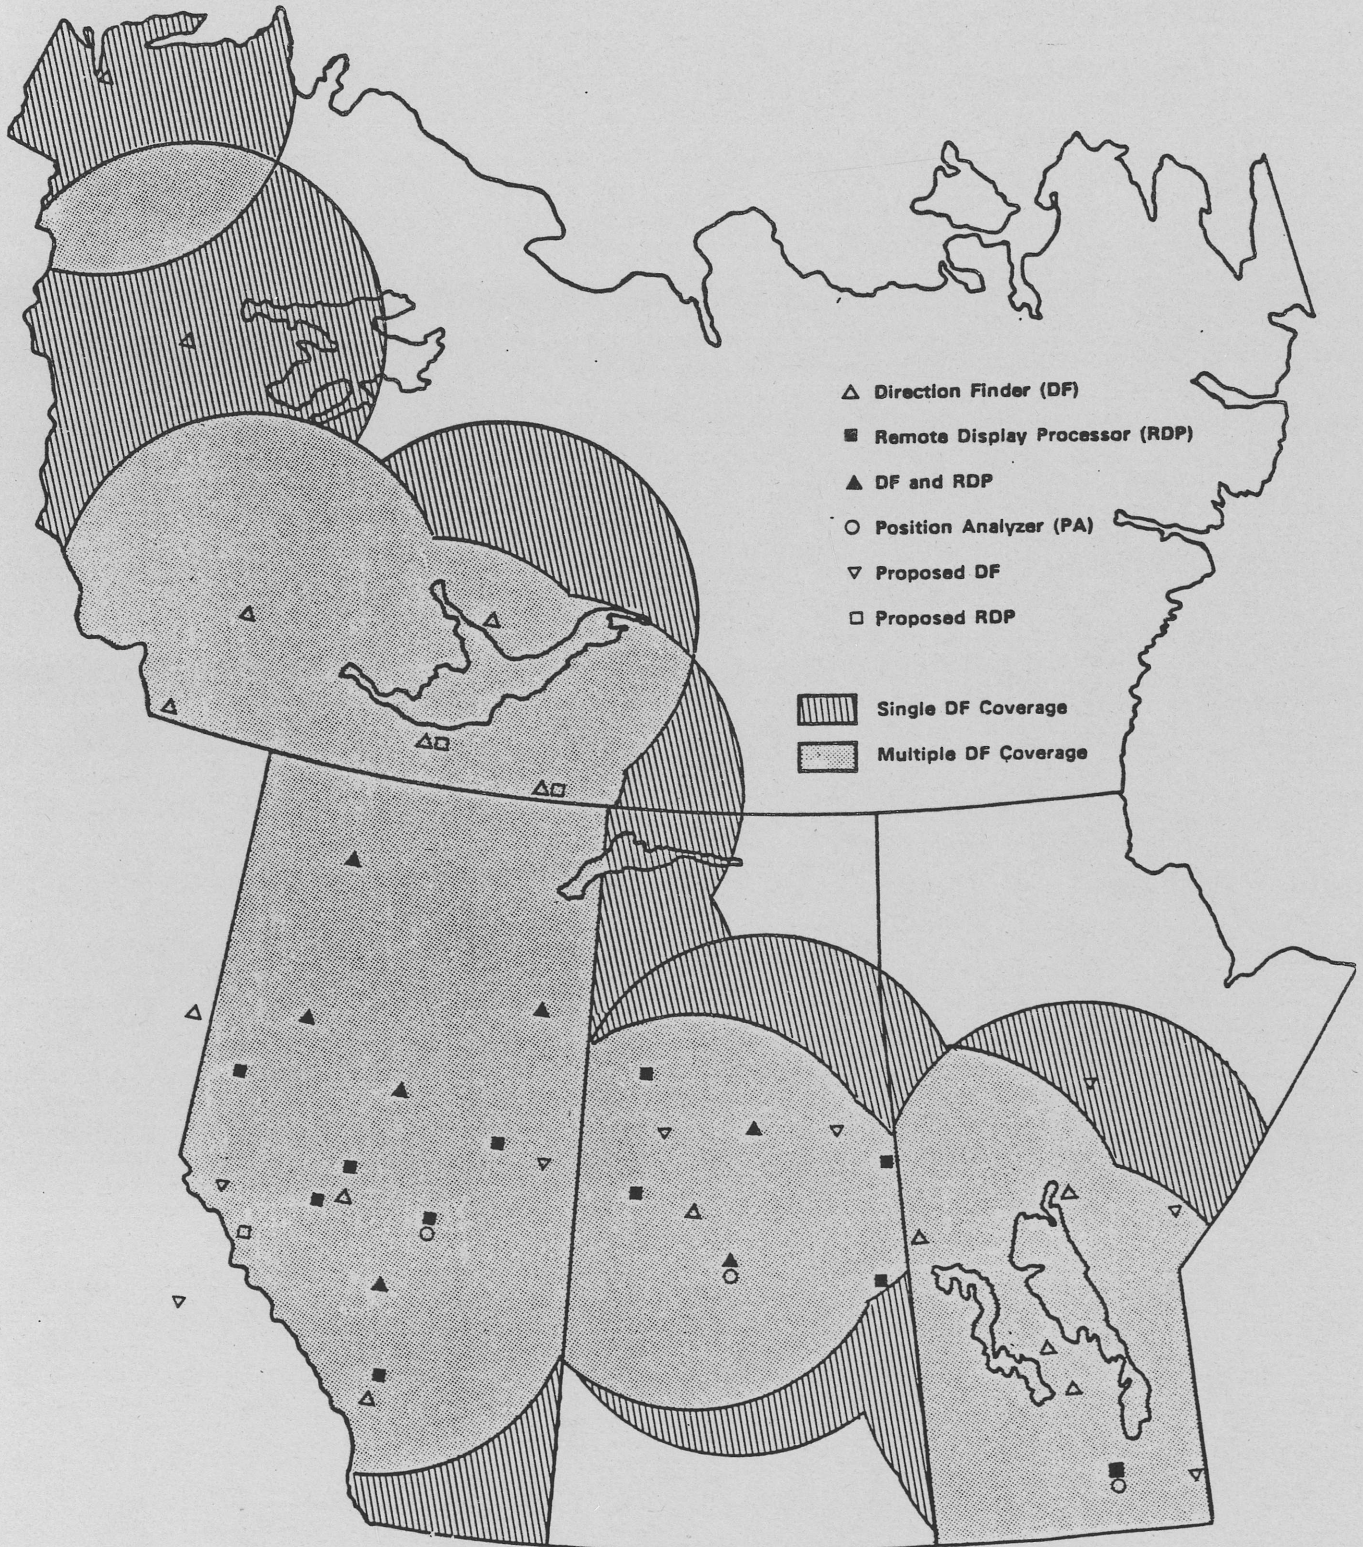 Direction Finder (DF)
Remote Display Processor (RDP)
DF and RDP
Position Analyzer (PA)
Proposed DF
Proposed RDP
Single DF Coverage
Multiple DF Coverage